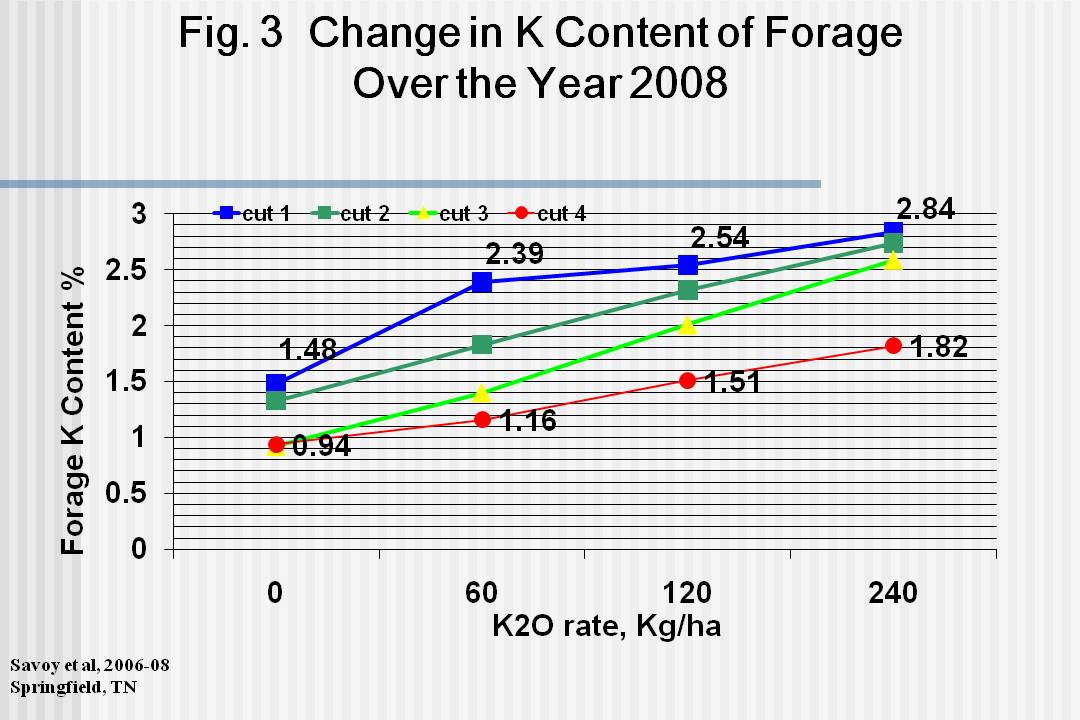 Fig. 3 Change in K Content of Forage
Over the Year 2008
cut 1 cut 2 cut 3 cut 4
Forage K Content %
3
2.5
2
1.5
1
0.5
0
2.84
2.54
2.39
1.48
1.82
1.51
1.16
0.94
0 60 120 240
K2O rate, Kg/ha
Savoy et al, 2006-08
Springfield, TN